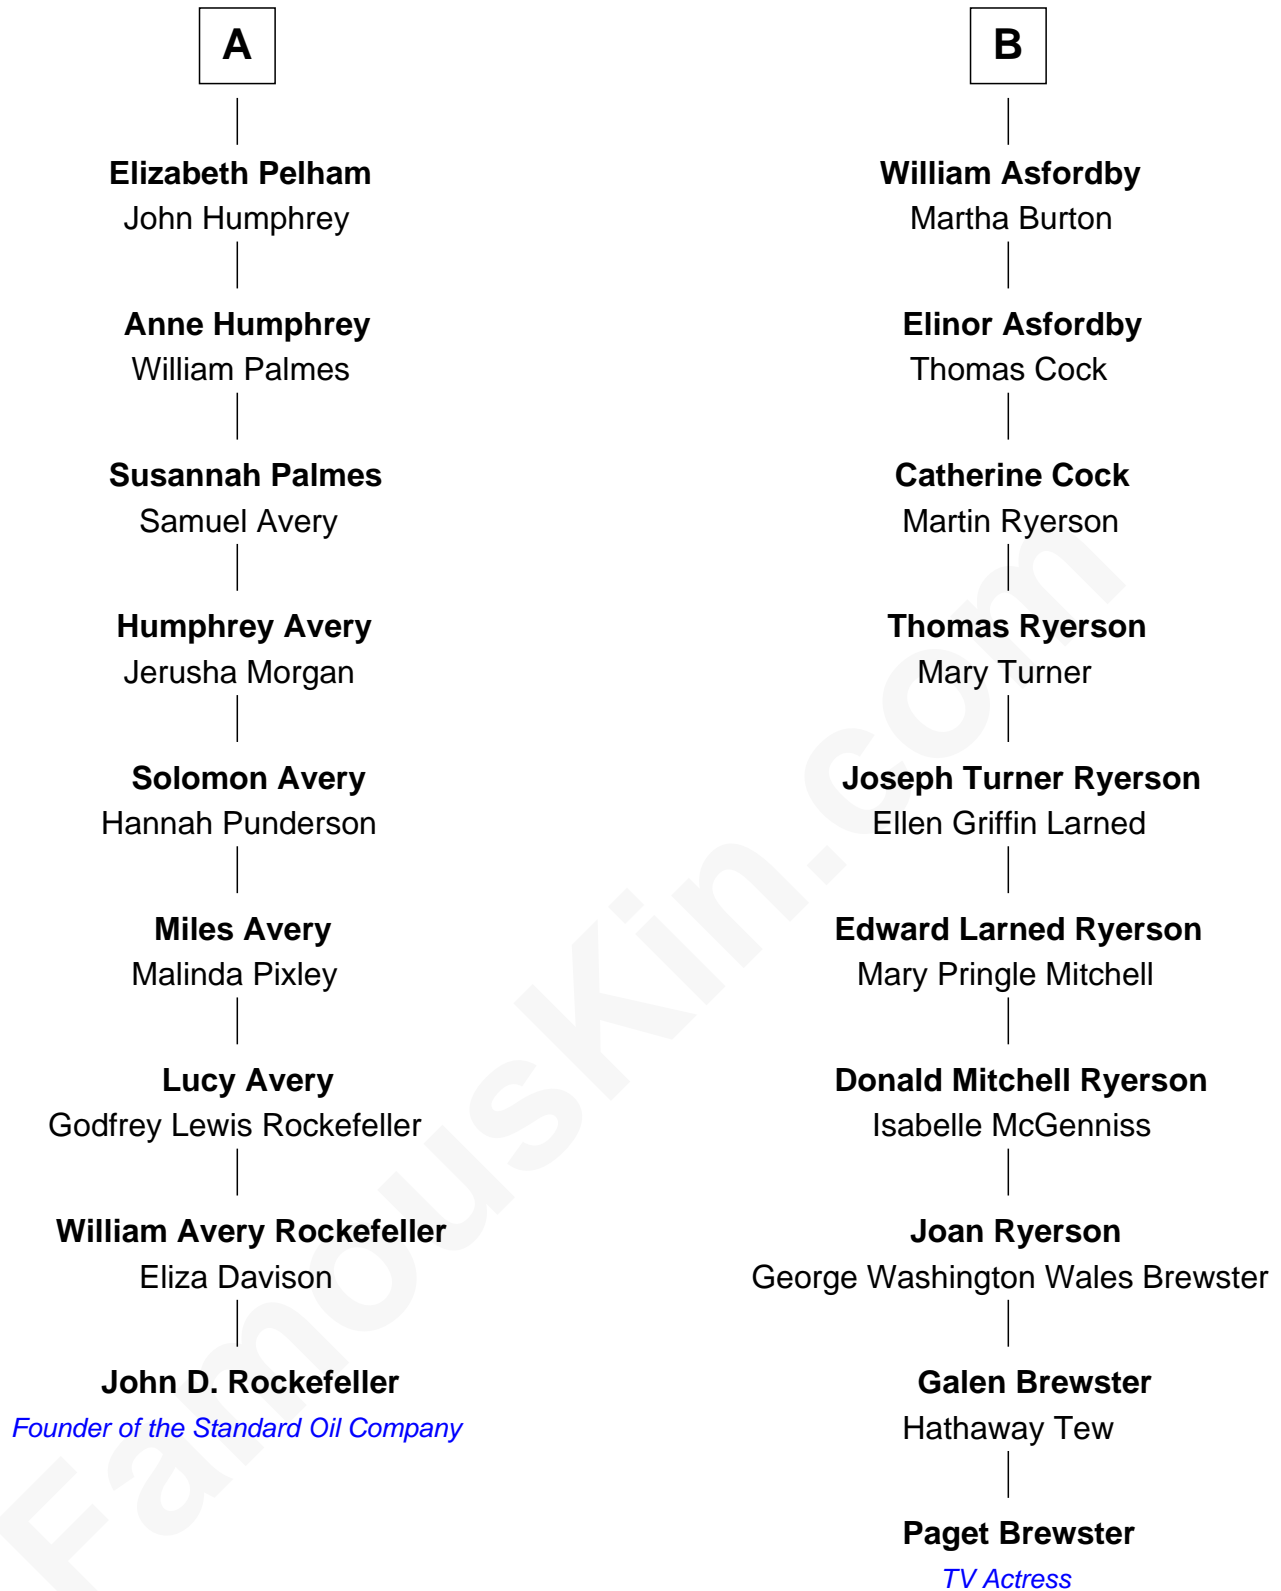 A
Elizabeth Pelham
John Humphrey
Anne Humphrey
William Palmes
Susannah Palmes
Samuel Avery
Humphrey Avery
Jerusha Morgan
Solomon Avery
Hannah Punderson
Miles Avery
Malinda Pixley
Lucy Avery
Godfrey Lewis Rockefeller
William Avery Rockefeller
Eliza Davison
John D. Rockefeller
Founder of the Standard Oil Company
B
William Asfordby
Martha Burton
Elinor Asfordby
Thomas Cock
Catherine Cock
Martin Ryerson
Thomas Ryerson
Mary Turner
Joseph Turner Ryerson
Ellen Griffin Larned
Edward Larned Ryerson
Mary Pringle Mitchell
Donald Mitchell Ryerson
Isabelle McGenniss
Joan Ryerson
George Washington Wales Brewster
Galen Brewster
Hathaway Tew
Paget Brewster
TV Actress
FamousKin.com